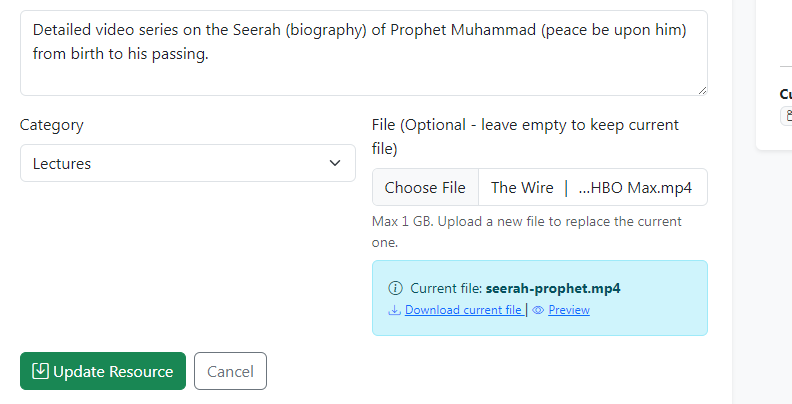 Detailed video series on the Seerah (biography) of Prophet Muhammad (peace be upon him)
from birth to his passing.
Category
Lectures
File (Optional - leave empty to keep current
file)
Choose File The Wire | ...HBO Max.mp4
Max 1 GB. Upload a new file to replace the current
one.
Current file: seerah-prophet.mp4
Download current file | Preview
Update Resource
Cancel